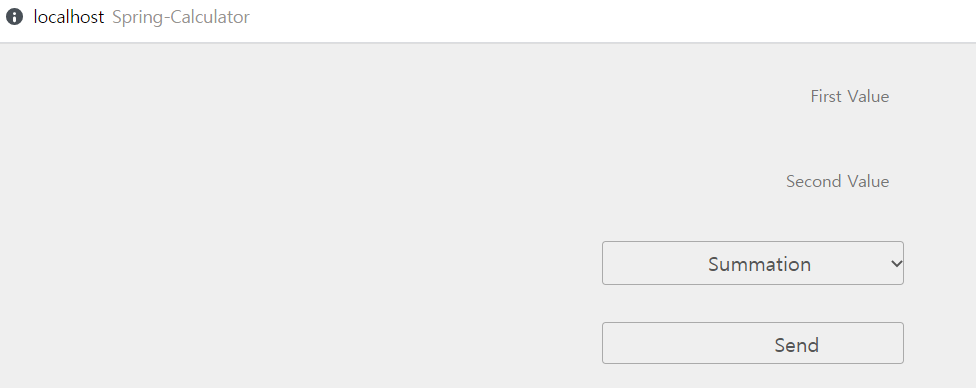 localhost Spring-Calculator
First Value
Second Value
Summation
Send